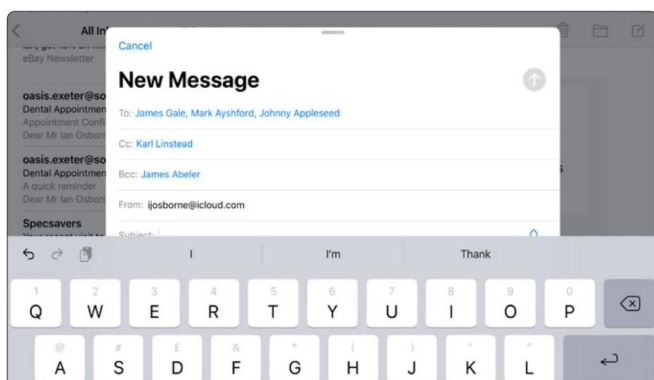 All In
eBay Newsletter
oasis.exeter@so
Dental Appointmen
Appointment Confi
Dear Mr Ian Osborn
oasis.exeter@so
Dental Appointmen
A quick reminder
Dear Mr Ian Osborn
Specsavers
Cancel
New Message
To: James Gale, Mark Ayshford, Johnny Appleseed
Cc: Karl Linstead
Bcc: James Abeler
From: ijosborne@icloud.com
Subject:
s
I I'm Thank
1 2 3 4 5 6 7 8 9 0
Q W E R T Y U I O P
@ # £ & * ( ) ' "
A S D F G H J K L